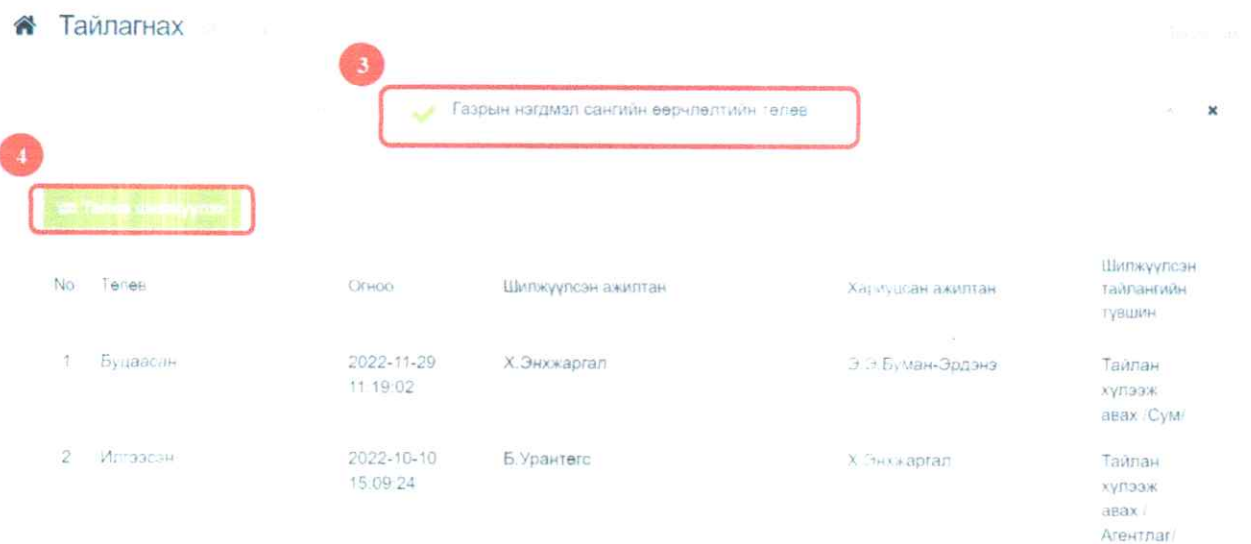 Тайлагнах
3
Газрын нэгдмэл сангийн өөрчлөлтийн төлөв
4
Төлөв шилжүүлэх
No Төлөв Огноо Шилжүүлсэн ажилтан Хариуцсан ажилтан Шилжүүлсэн
тайлангийн
түвшин
1 Буцаасан 2022-11-29 Х.Энхжаргал Э.Э.Буман-Эрдэнэ Тайлан
11:19:02 хүлээж
авах /Сум/
2 Илгээсэн 2022-10-10 Б.Урантөгс Х.Энхжаргал Тайлан
15:09:24 хүлээж
авах /
Агентлаг/